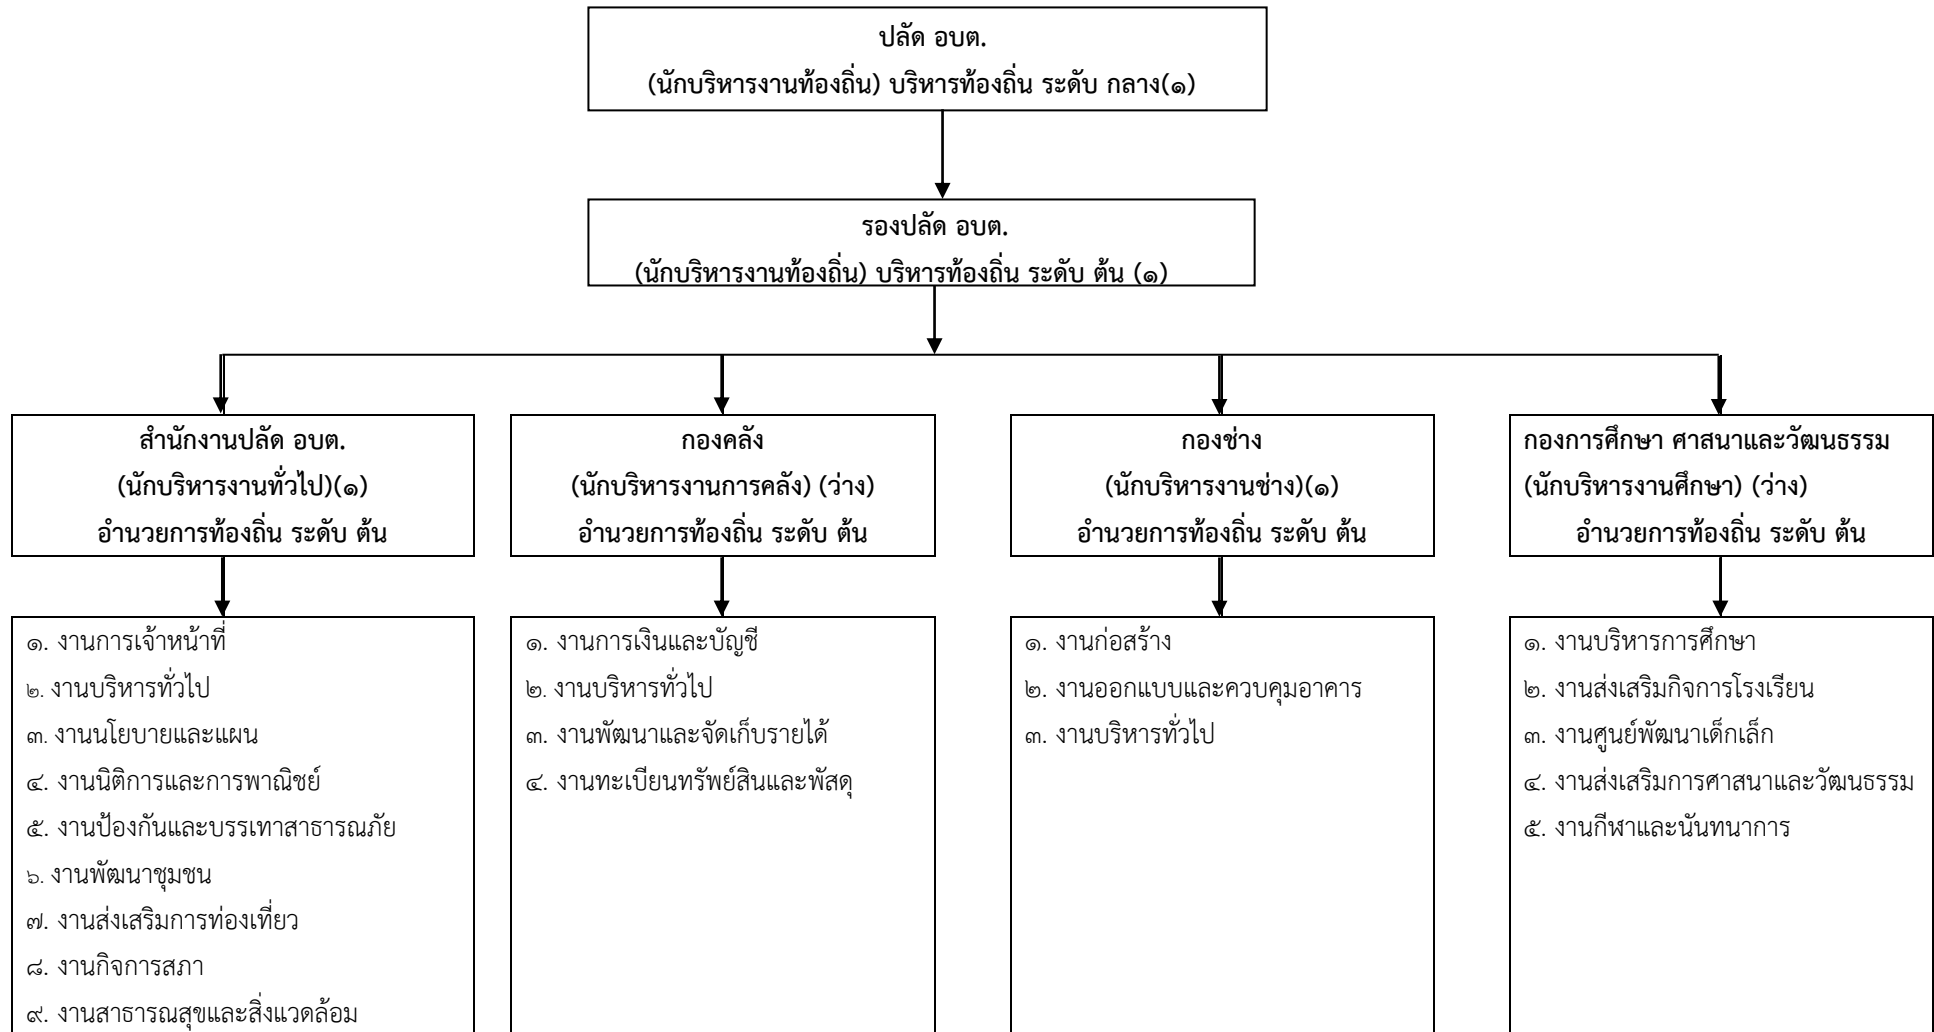 ปลัด อบต.
(นักบริหารงานท้องถิ่น) บริหารท้องถิ่น ระดับ กลาง(๑)
รองปลัด อบต.
(นักบริหารงานท้องถิ่น) บริหารท้องถิ่น ระดับ ต้น (๑)
สำนักงานปลัด อบต.
(นักบริหารงานทั่วไป)(๑)
อำนวยการท้องถิ่น ระดับ ต้น
กองคลัง
(นักบริหารงานการคลัง) (ว่าง)
อำนวยการท้องถิ่น ระดับ ต้น
กองช่าง
(นักบริหารงานช่าง)(๑)
อำนวยการท้องถิ่น ระดับ ต้น
กองการศึกษา ศาสนาและวัฒนธรรม
(นักบริหารงานศึกษา) (ว่าง)
อำนวยการท้องถิ่น ระดับ ต้น
๑. งานการเจ้าหน้าที่
๒. งานบริหารทั่วไป
๓. งานนโยบายและแผน
๔. งานนิติการและการพาณิชย์
๕. งานป้องกันและบรรเทาสาธารณภัย
๖. งานพัฒนาชุมชน
๗. งานส่งเสริมการท่องเที่ยว
๘. งานกิจการสภา
๙. งานสาธารณสุขและสิ่งแวดล้อม
๑. งานการเงินและบัญชี
๒. งานบริหารทั่วไป
๓. งานพัฒนาและจัดเก็บรายได้
๔. งานทะเบียนทรัพย์สินและพัสดุ
๑. งานก่อสร้าง
๒. งานออกแบบและควบคุมอาคาร
๓. งานบริหารทั่วไป
๑. งานบริหารการศึกษา
๒. งานส่งเสริมกิจการโรงเรียน
๓. งานศูนย์พัฒนาเด็กเล็ก
๔. งานส่งเสริมการศาสนาและวัฒนธรรม
๕. งานกีฬาและนันทนาการ